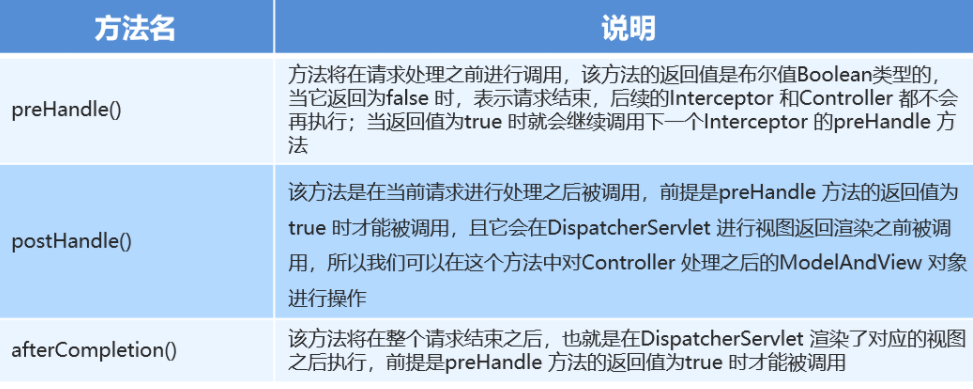 方法名
说明
preHandle()
方法将在请求处理之前进行调用，该方法的返回值是布尔值Boolean类型的，
当它返回为false 时，表示请求结束，后续的Interceptor 和Controller 都不会
再执行；当返回值为true 时就会继续调用下一个Interceptor 的preHandle 方
法
postHandle()
该方法是在当前请求进行处理之后被调用，前提是preHandle 方法的返回值为
true 时才能被调用，且它会在DispatcherServlet 进行视图返回渲染之前被调
用，所以我们可以在这个方法中对Controller 处理之后的ModelAndView 对象
进行操作
afterCompletion()
该方法将在整个请求结束之后，也就是在DispatcherServlet 渲染了对应的视图
之后执行，前提是preHandle 方法的返回值为true 时才能被调用